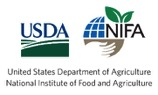 USDA NIFA
United States Department of Agriculture
National Institute of Food and Agriculture